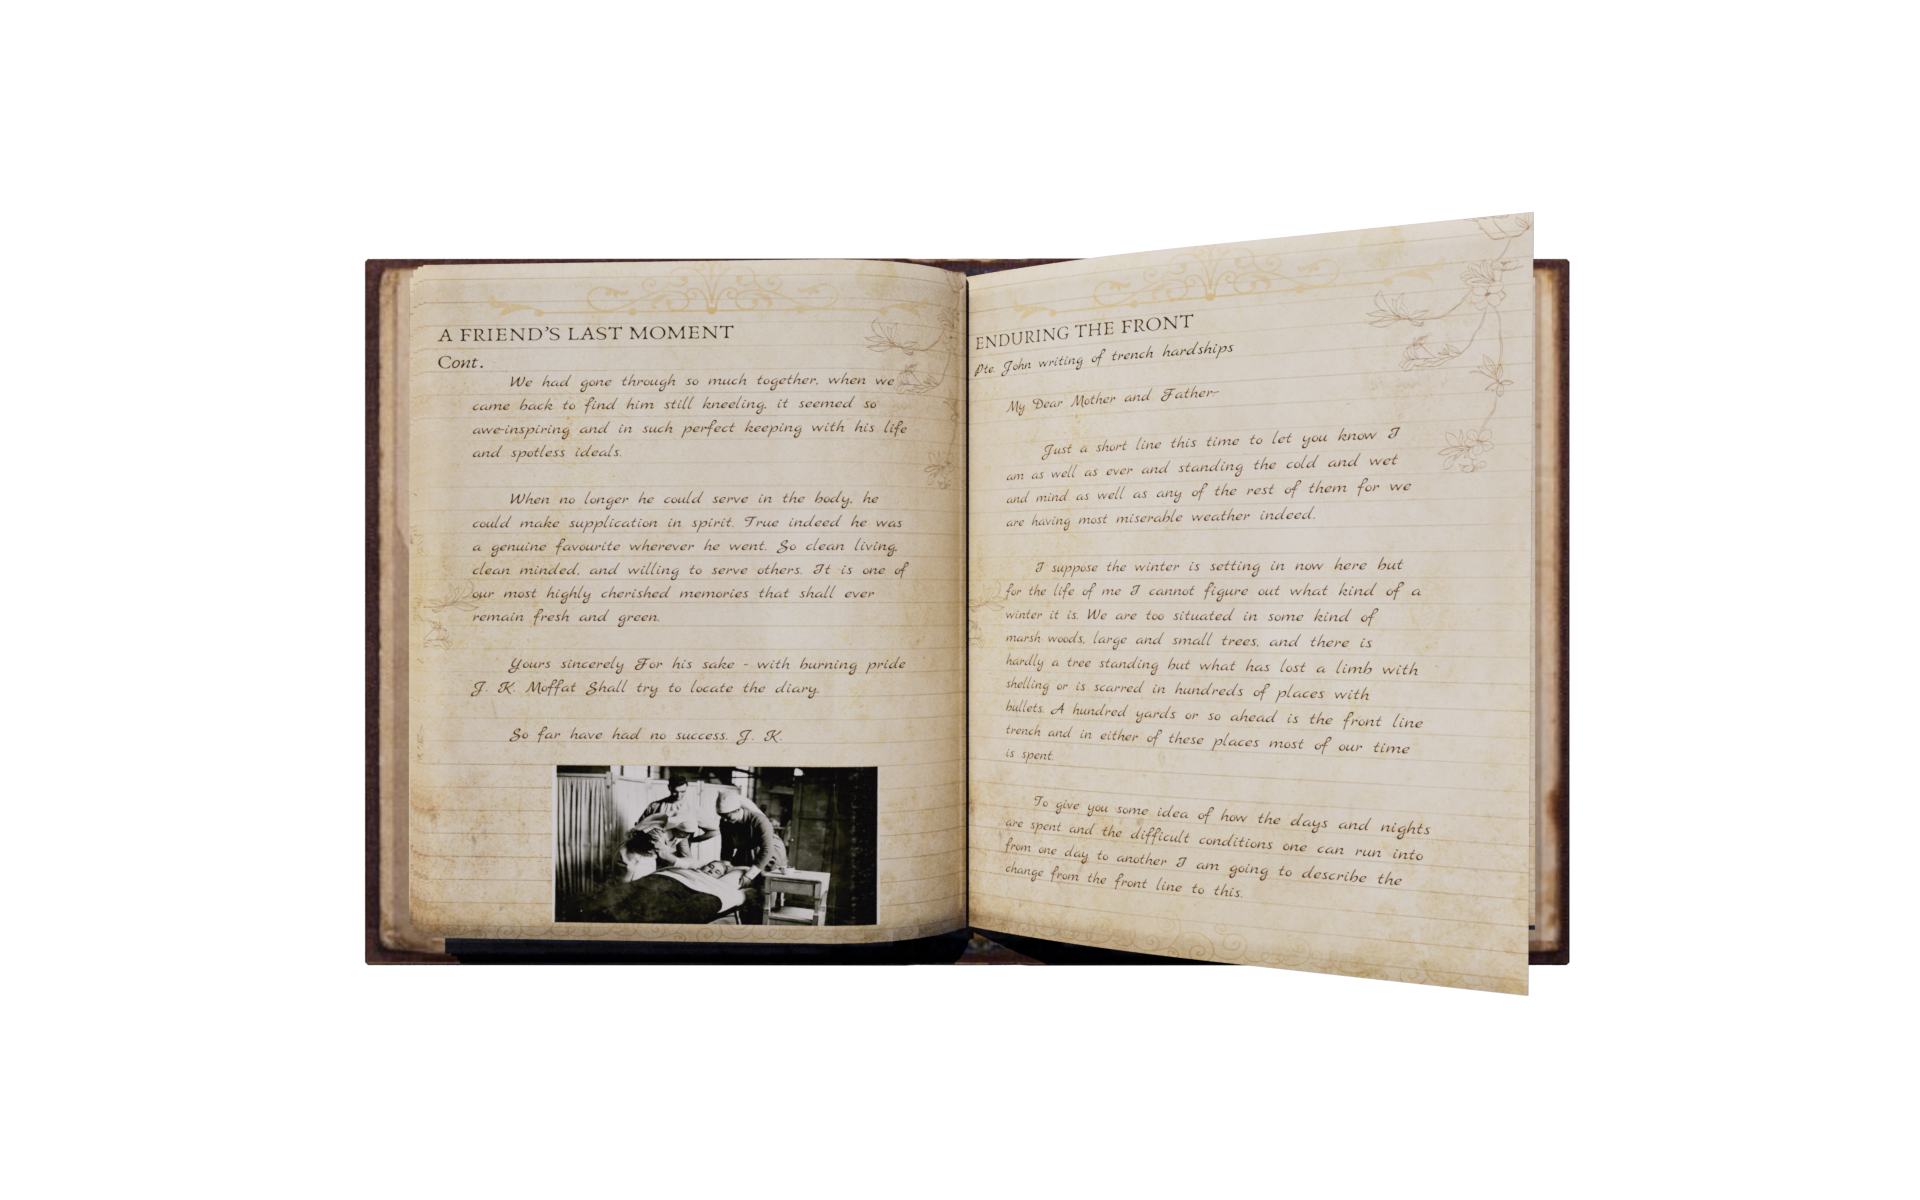 A FRIEND'S LAST MOMENT
Cont.
We had gone through so much together, when we
came back to find him still kneeling, it seemed so
awe-inspiring and in such perfect keeping with his life
and spotless ideals.
When no longer he could serve in the body, he
could make supplication in spirit. True indeed he was
a genuine favourite wherever he went. So clean living,
clean minded, and willing to serve others. It is one of
our most highly cherished memories that shall ever
remain fresh and green.
Yours sincerely For his sake - with burning pride
J. K. Moffat Shall try to locate the diary.
So far have had no success. J. K.
ENDURING THE FRONT
Pte. John writing of trench hardships
My Dear Mother and Father-
Just a short line this time to let you know I
am as well as ever and standing the cold and wet
and mind as well as any of the rest of them for we
are having most miserable weather indeed.
I suppose the winter is setting in now here but
for the life of me I cannot figure out what kind of a
winter it is. We are too situated in some kind of
marsh woods, large and small trees, and there is
hardly a tree standing but what has lost a limb with
shelling or is scarred in hundreds of places with
bullets. A hundred yards or so ahead is the front line
trench and in either of these places most of our time
is spent.
To give you some idea of how the days and nights
are spent and the difficult conditions one can run into
from one day to another I am going to describe the
change from the front line to this.